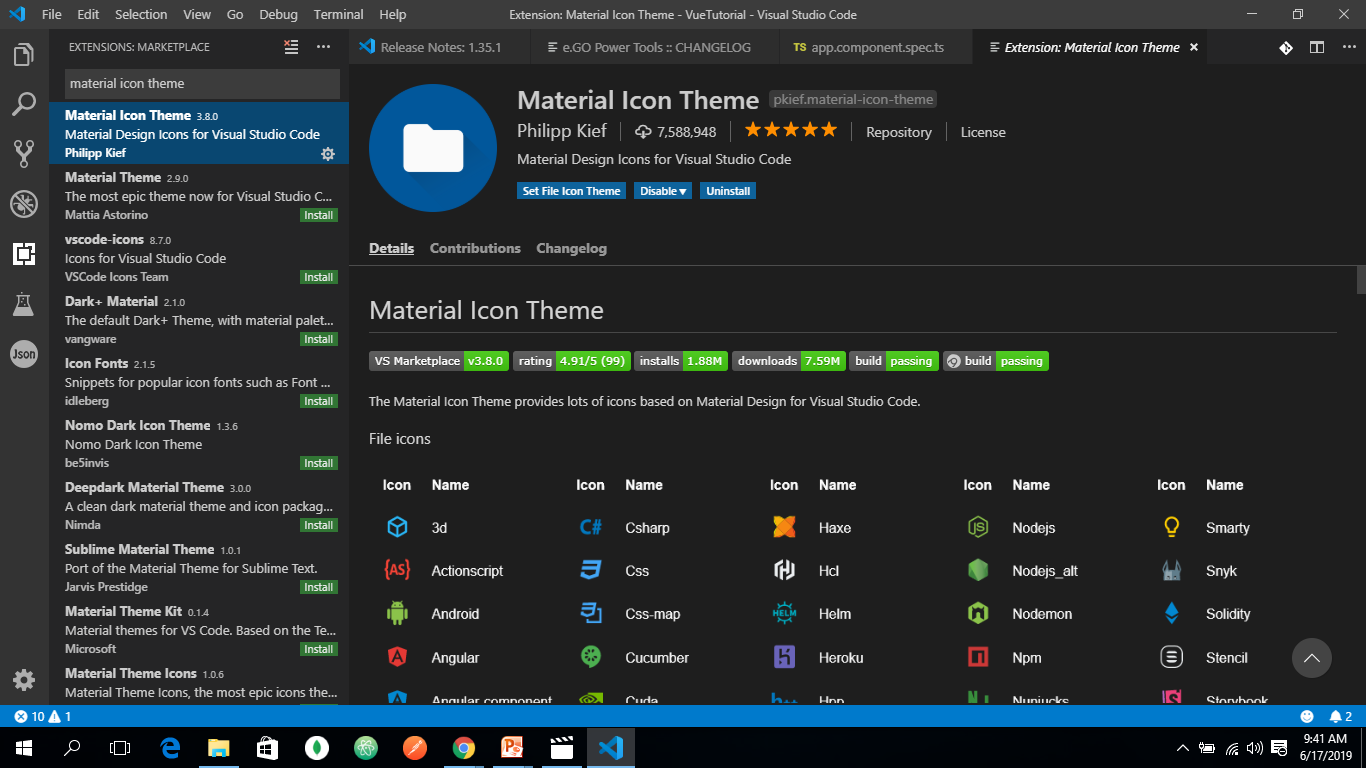 File Edit Selection View Go Debug Terminal Help
Extension: Material Icon Theme - VueTutorial - Visual Studio Code
EXTENSIONS: MARKETPLACE
material icon theme
Material Icon Theme 3.8.0
Material Design Icons for Visual Studio Code
Philipp Kief
Material Theme 2.9.0
The most epic theme now for Visual Studio C...
Mattia Astorino Install
vscode-icons 8.7.0
Icons for Visual Studio Code
VSCode Icons Team Install
Dark+ Material 2.1.0
The default Dark+ Theme, with material palet...
vangware Install
Icon Fonts 2.1.5
Snippets for popular icon fonts such as Font ...
idleberg Install
Nomo Dark Icon Theme 1.3.6
Nomo Dark Icon Theme
be5invis Install
Deepdark Material Theme 3.0.0
A clean dark material theme and icon packag...
Nimda Install
Sublime Material Theme 1.0.1
Port of the Material Theme for Sublime Text.
Jarvis Prestidge Install
Material Theme Kit 0.1.4
Material themes for VS Code. Based on the Te...
Microsoft Install
Material Theme Icons 1.0.6
Material Theme Icons, the most epic icons the...
Json
Release Notes: 1.35.1
e.GO Power Tools :: CHANGELOG
TS app.component.spec.ts
Extension: Material Icon Theme
Material Icon Theme pkief.material-icon-theme
Philipp Kief 7,588,948 Repository License
Material Design Icons for Visual Studio Code
Set File Icon Theme Disable Uninstall
Details Contributions Changelog
Material Icon Theme
VS Marketplace v3.8.0 rating 4.91/5 (99) installs 1.88M downloads 7.59M build passing build passing
The Material Icon Theme provides lots of icons based on Material Design for Visual Studio Code.
File icons
Icon Name Icon Name Icon Name Icon Name Icon Name
3d C# Csharp Haxe JS Nodejs Smarty
{AS} Actionscript Css Hcl Nodejs_alt Snyk
Android Css-map HELM Helm Nodemon Solidity
Angular Cucumber Heroku Npm Stencil
Angular component Cuda h++ Hpp Nunjucks Storybook
10 1 2
9:41 AM
6/17/2019